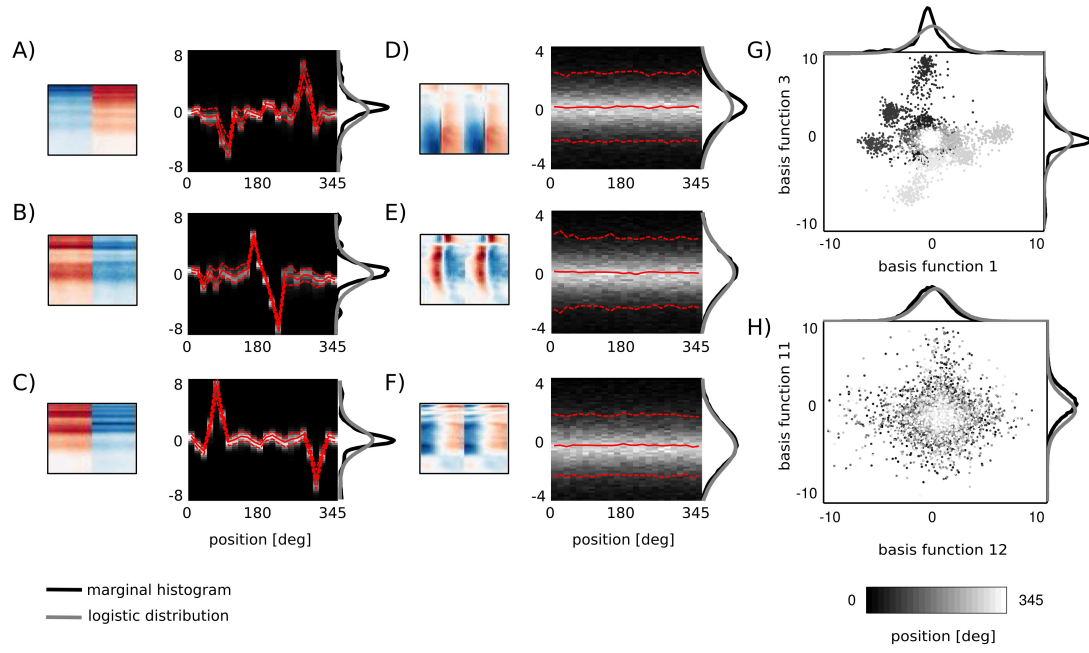 A)
8
0
-8
0
180
345
B)
8
0
-8
0
180
345
C)
8
0
-8
0
180
345
position [deg]
D)
4
0
-4
0
180
345
E)
4
0
-4
0
180
345
F)
4
0
-4
0
180
345
position [deg]
G)
basis function 3
10
0
-10
-10
0
10
basis function 1
H)
basis function 11
10
0
-10
-10
0
10
basis function 12
marginal histogram
logistic distribution
0
345
position [deg]